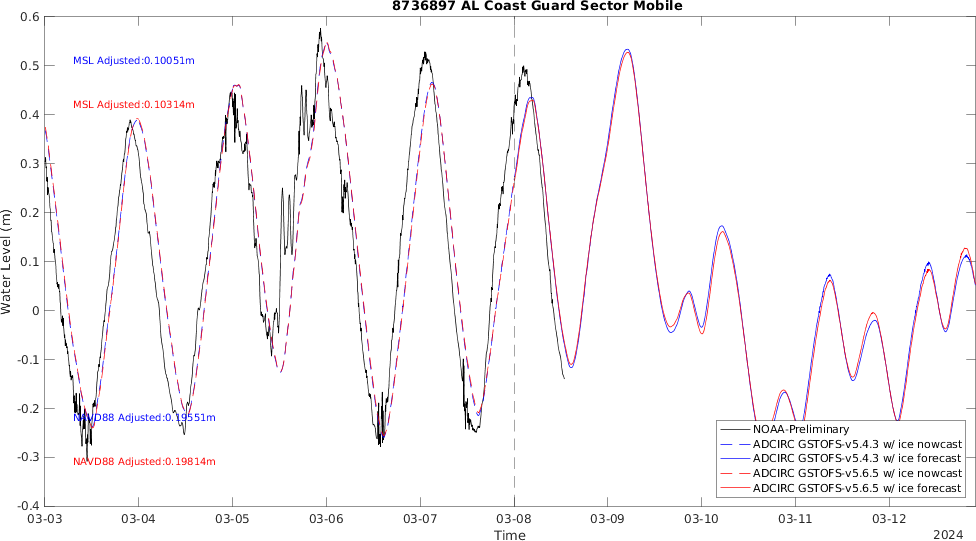 8736897 AL Coast Guard Sector Mobile
0.6
0.5
0.4
0.3
0.2
0.1
0
-0.1
-0.2
-0.3
-0.4
Water Level (m)
MSL Adjusted:0.10051m
MSL Adjusted:0.10314m
NAVD88 Adjusted:0.19551m
NAVD88 Adjusted:0.19814m
NOAA-Preliminary
ADCIRC GSTOFS-v5.4.3 w/ ice nowcast
ADCIRC GSTOFS-v5.4.3 w/ ice forecast
ADCIRC GSTOFS-v5.6.5 w/ ice nowcast
ADCIRC GSTOFS-v5.6.5 w/ ice forecast
03-03 03-04 03-05 03-06 03-07 03-08 03-09 03-10 03-11 03-12
Time
2024